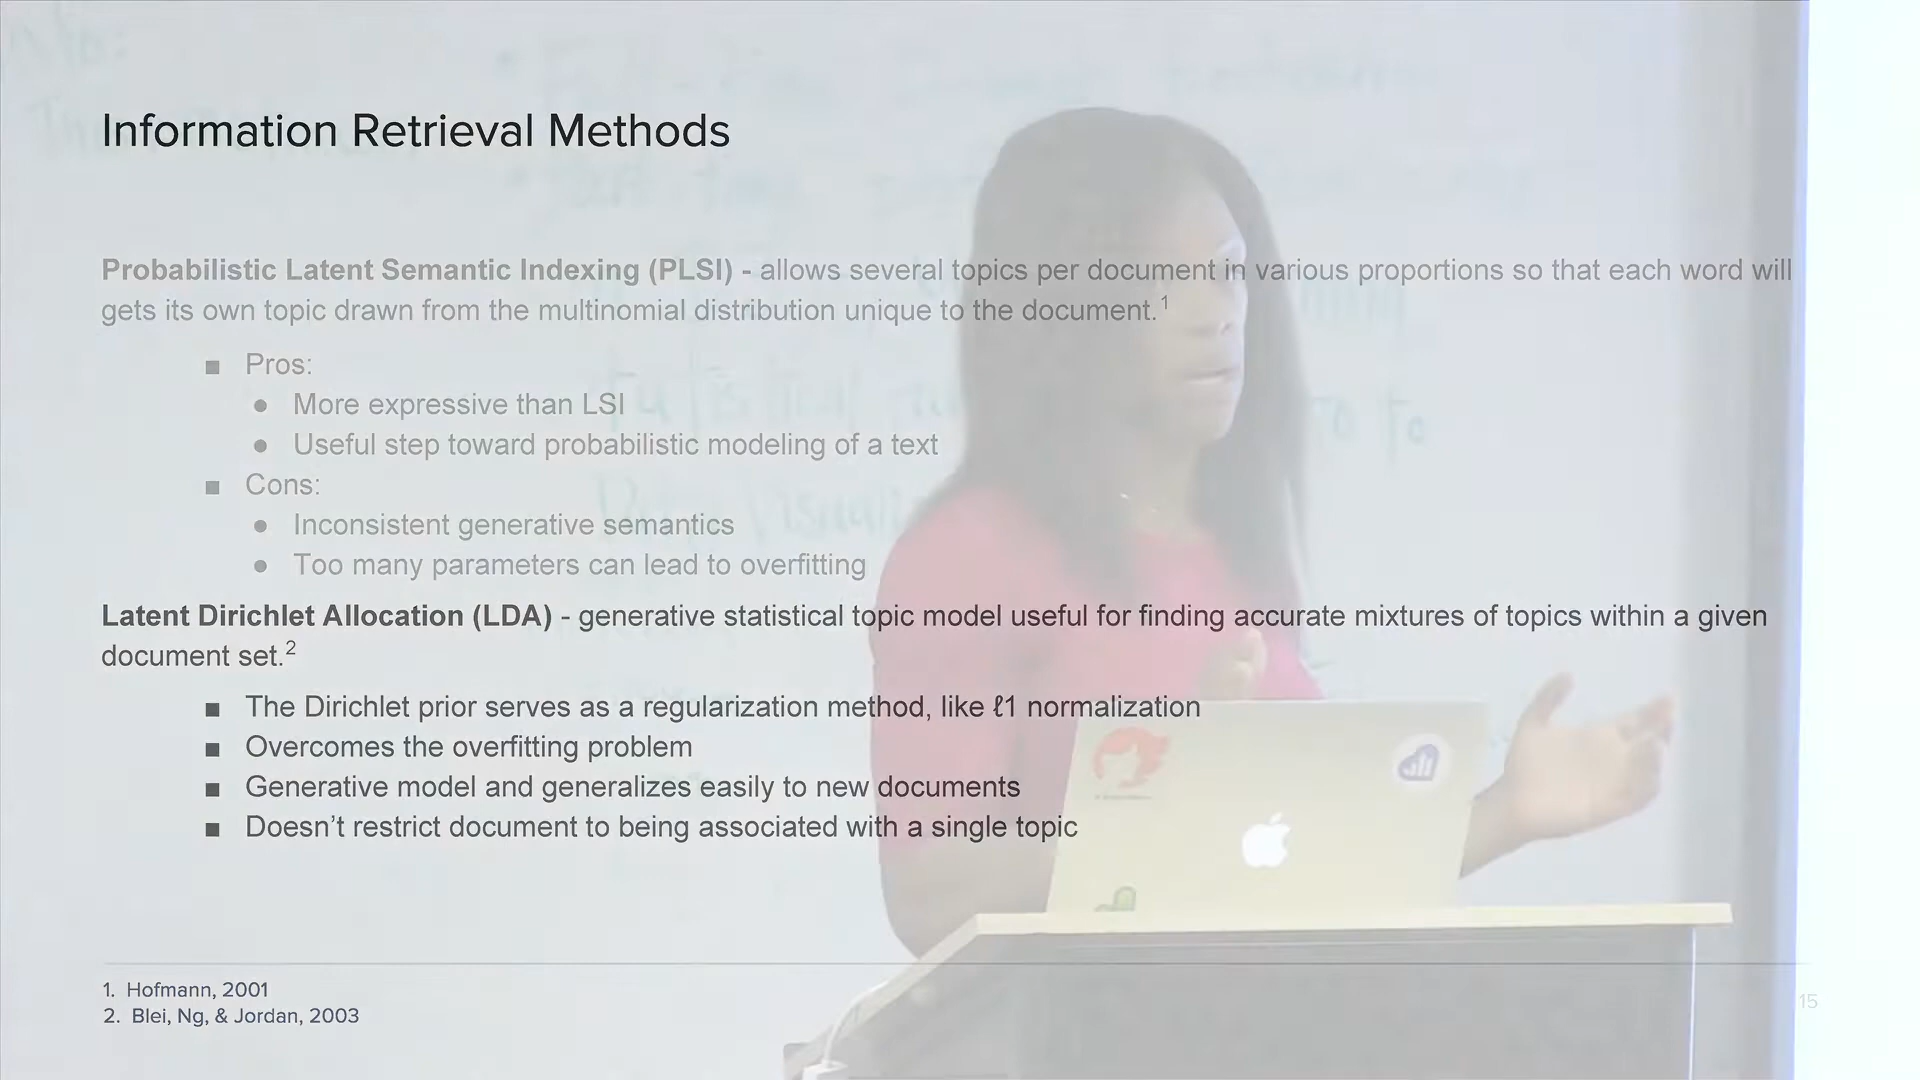 Information Retrieval Methods
Probabilistic Latent Semantic Indexing (PLSI) - allows several topics per document in various proportions so that each word will
gets its own topic drawn from the multinomial distribution unique to the document.1
■ Pros:
● More expressive than LSI
● Useful step toward probabilistic modeling of a text
■ Cons:
● Inconsistent generative semantics
● Too many parameters can lead to overfitting
Latent Dirichlet Allocation (LDA) - generative statistical topic model useful for finding accurate mixtures of topics within a given
document set.2
■ The Dirichlet prior serves as a regularization method, like ℓ1 normalization
■ Overcomes the overfitting problem
■ Generative model and generalizes easily to new documents
■ Doesn’t restrict document to being associated with a single topic
1. Hofmann, 2001
2. Blei, Ng, & Jordan, 2003
15